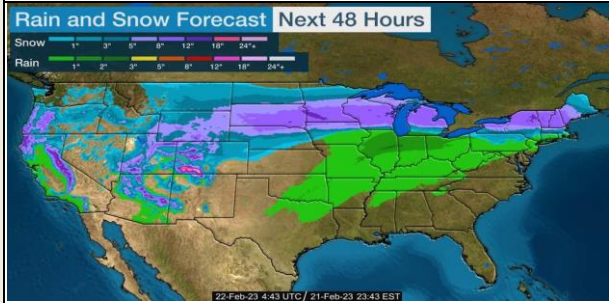 Rain and Snow Forecast Next 48 Hours
Snow
1" 3" 5" 8" 12" 18" 24"+
Rain
1" 2" 3" 5" 8" 12" 18" 24"+
22-Feb-23 4:43 UTC / 21-Feb-23 23:43 EST